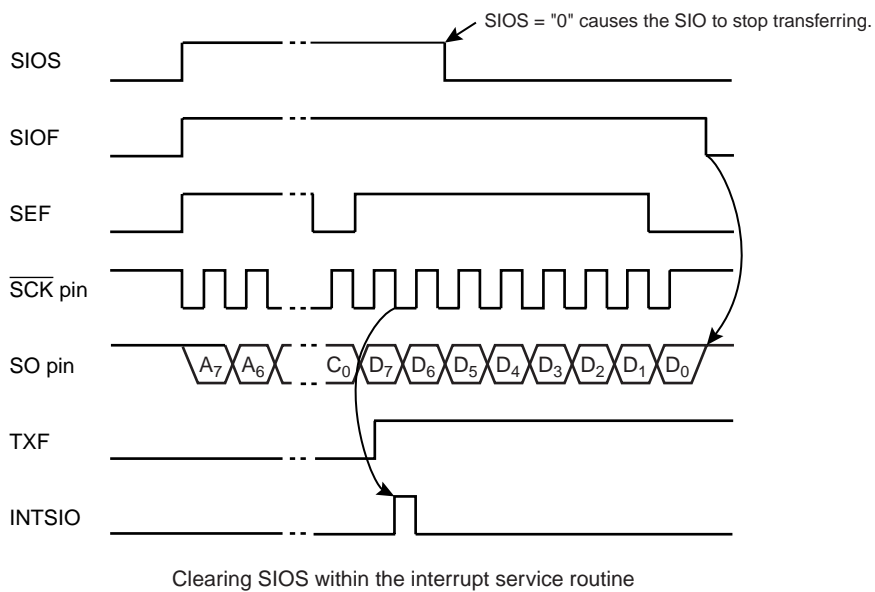 SIOS = "0" causes the SIO to stop transferring.
SIOS
SIOF
SEF
SCK pin
SO pin
A7 A6 C0 D7 D6 D5 D4 D3 D2 D1 D0
TXF
INTSIO
Clearing SIOS within the interrupt service routine